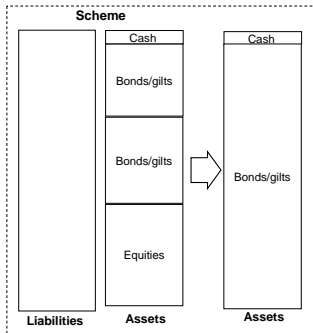 Scheme
Cash
Bonds/gilts
Bonds/gilts
Equities
Cash
Bonds/gilts
Liabilities
Assets
Assets